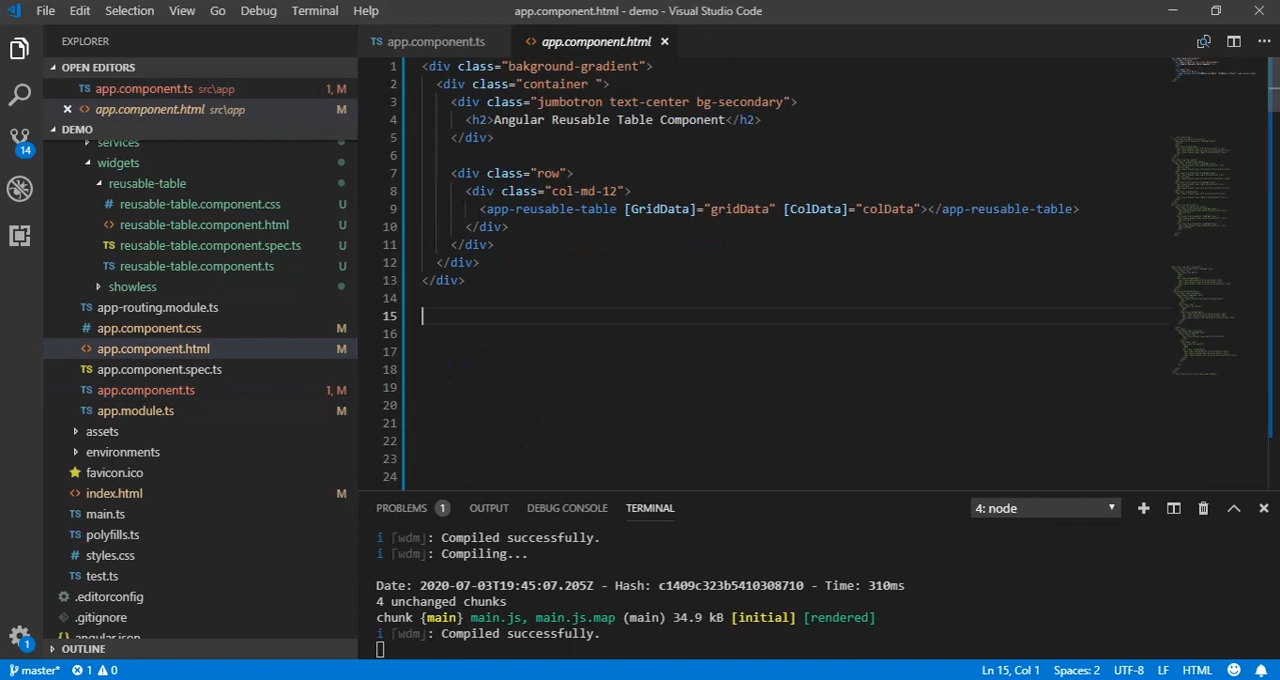 File Edit Selection View Go Debug Terminal Help app.component.html - demo - Visual Studio Code
EXPLORER
OPEN EDITORS
TS app.component.ts src\app 1, M
app.component.html src\app M
DEMO
services
widgets
reusable-table
# reusable-table.component.css U
<> reusable-table.component.html U
TS reusable-table.component.spec.ts U
TS reusable-table.component.ts U
showless
TS app-routing.module.ts
# app.component.css M
<> app.component.html M
TS app.component.spec.ts
TS app.component.ts 1, M
TS app.module.ts M
assets
environments
favicon.ico
<> index.html M
TS main.ts
TS polyfills.ts
# styles.css
TS test.ts
.editorconfig
.gitignore
angular.json
OUTLINE
14
1
TS app.component.ts <> app.component.html
1 <div class="bakground-gradient">
2 <div class="container ">
3 <div class="jumbotron text-center bg-secondary">
4 <h2>Angular Reusable Table Component</h2>
5 </div>
6
7 <div class="row">
8 <div class="col-md-12">
9 <app-reusable-table [GridData]="gridData" [ColData]="colData"></app-reusable-table>
10 </div>
11 </div>
12 </div>
13 </div>
14
15
16
17
18
19
20
21
22
23
24
PROBLEMS 1 OUTPUT DEBUG CONSOLE TERMINAL 4: node
i ｢wdm｣: Compiled successfully.
i ｢wdm｣: Compiling...
Date: 2020-07-03T19:45:07.205Z - Hash: c1409c323b5410308710 - Time: 310ms
4 unchanged chunks
chunk {main} main.js, main.js.map (main) 34.9 kB [initial] [rendered]
i ｢wdm｣: Compiled successfully.
master* 1 0 Ln 15, Col 1 Spaces: 2 UTF-8 LF HTML